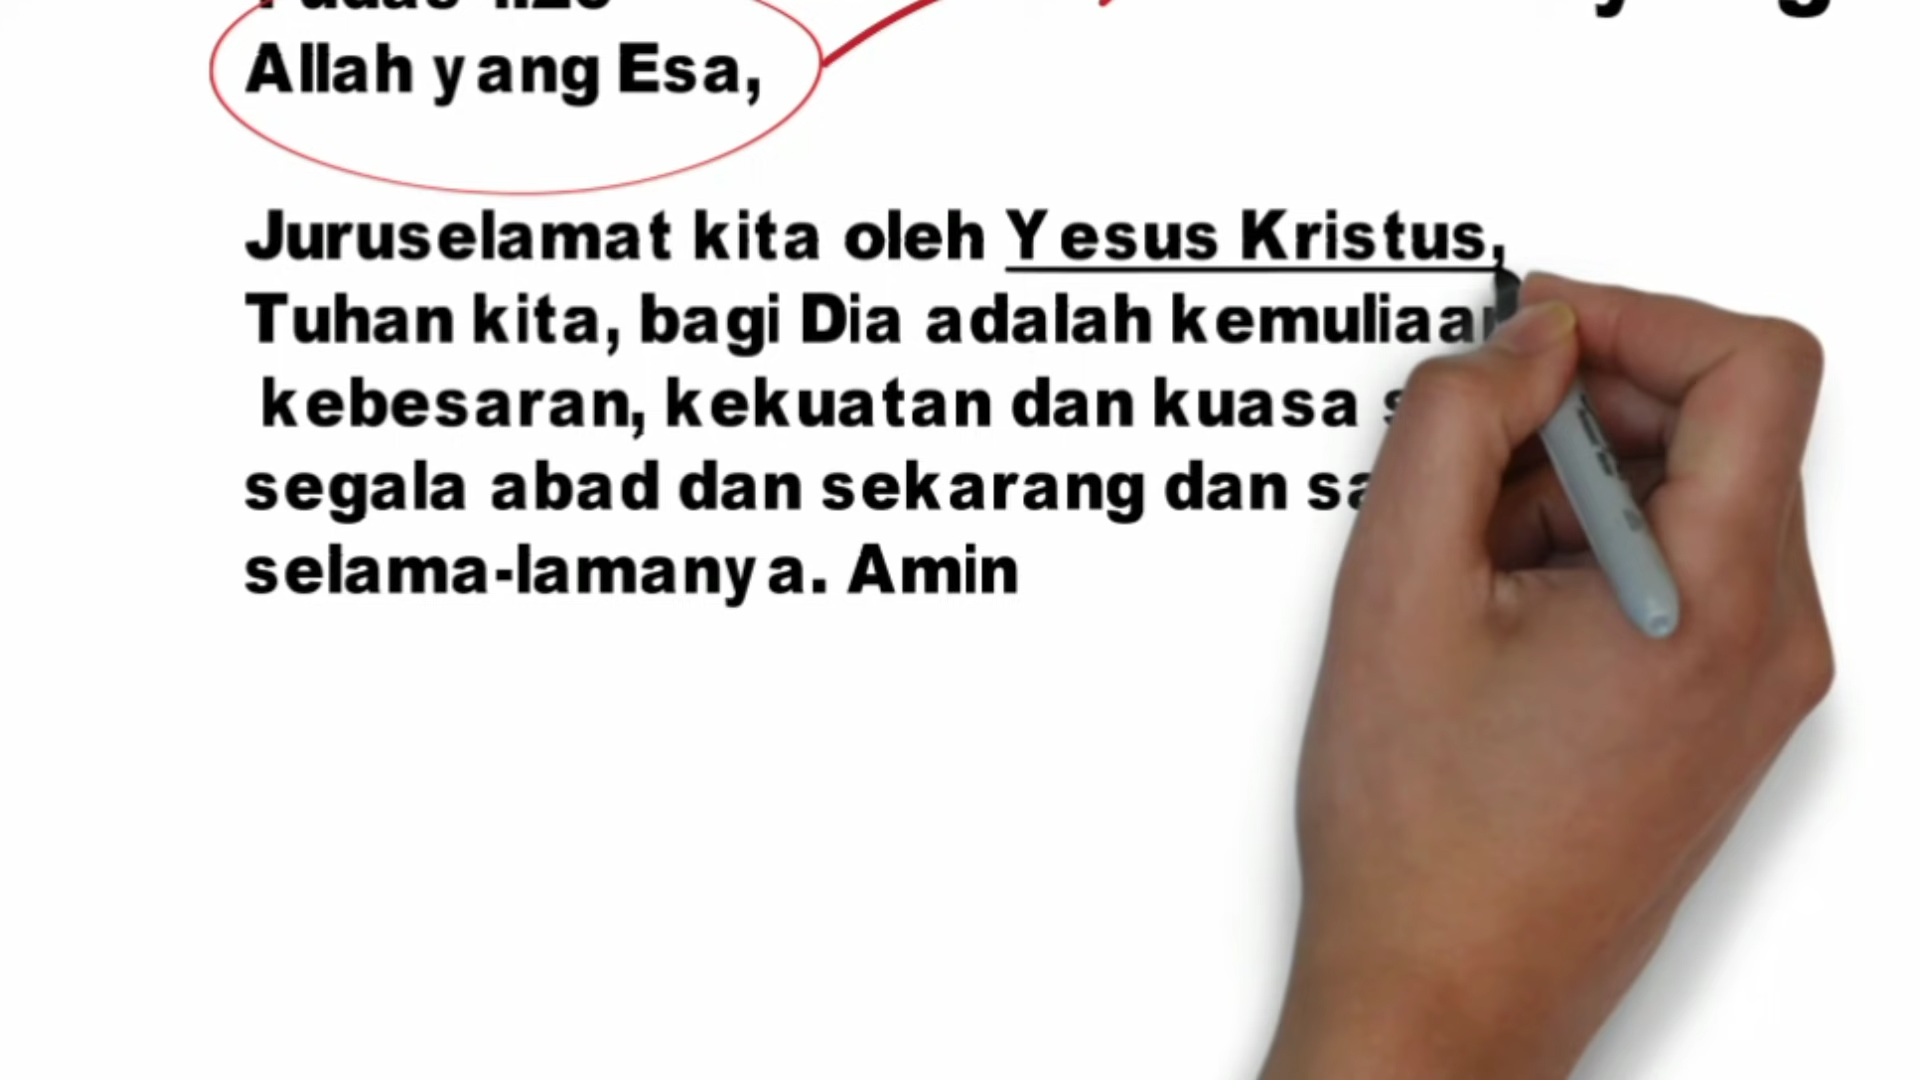 Allah yang Esa,
Juruselamat kita oleh Yesus Kristus,
Tuhan kita, bagi Dia adalah
kebesaran, kekuatan dan kuasa
segala abad dan sekarang dan
selama-lamanya. Amin